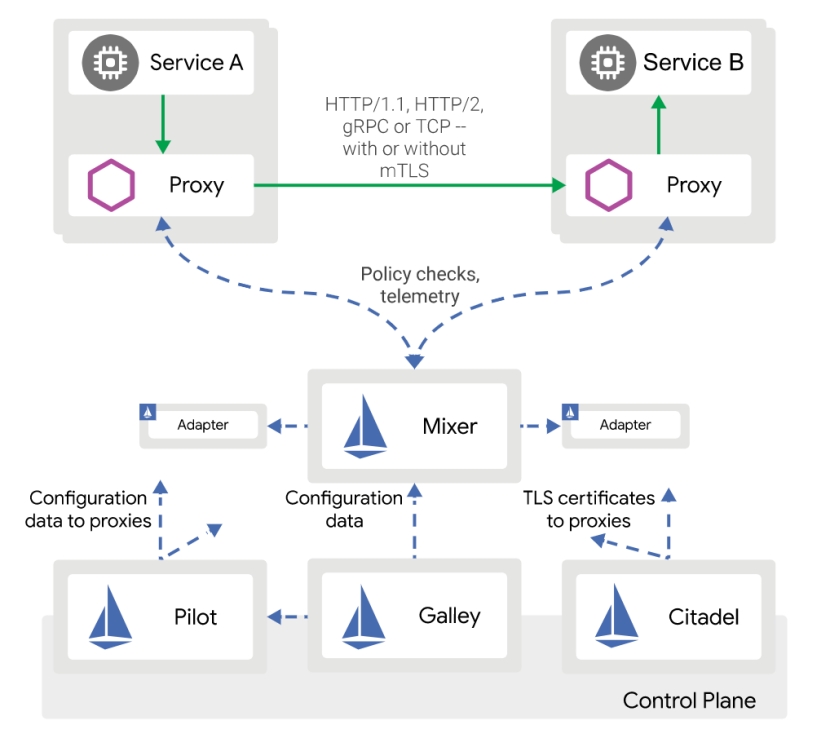 Service A
Service B
HTTP/1.1, HTTP/2,
gRPC or TCP --
with or without
mTLS
Proxy
Proxy
Policy checks,
telemetry
Mixer
Adapter
Adapter
Configuration
data to proxies
Configuration
data
TLS certificates
to proxies
Pilot
Galley
Citadel
Control Plane